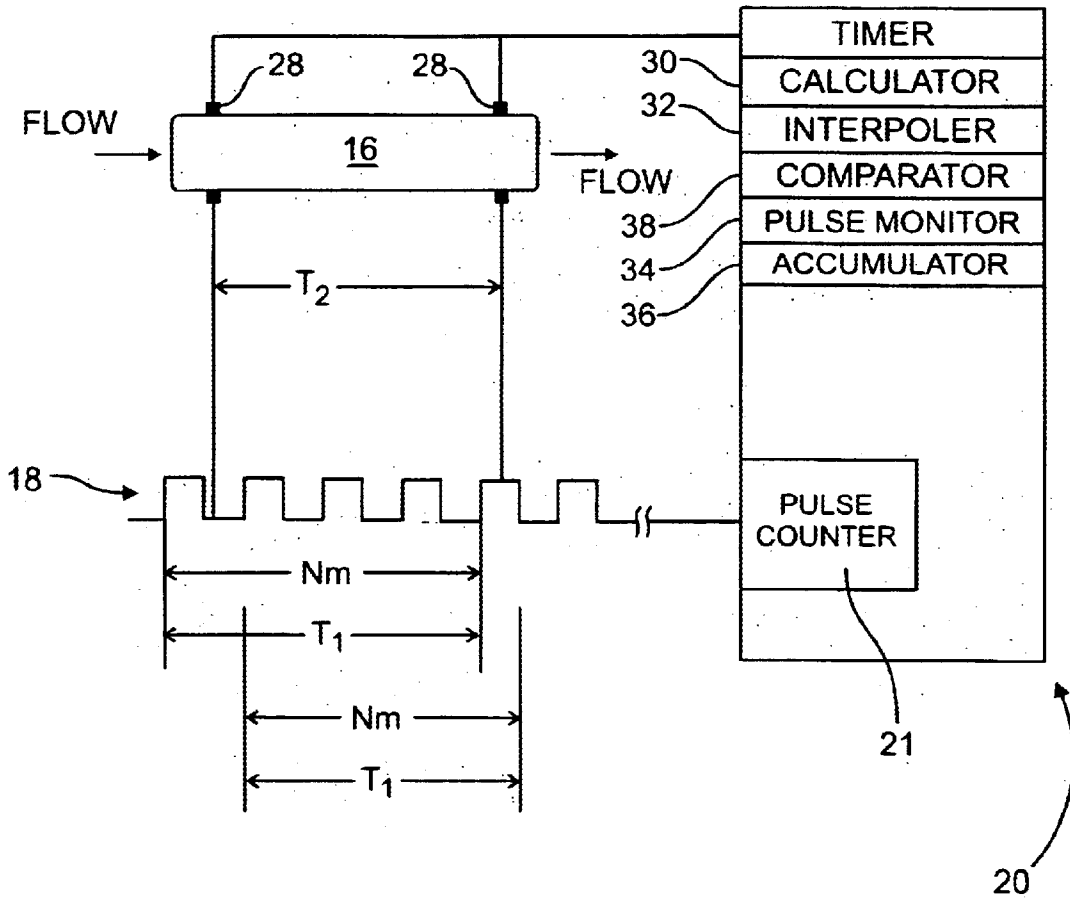 TIMER
28
28
30
CALCULATOR
FLOW
32
INTERPOLER
16
COMPARATOR
FLOW
38
PULSE MONITOR
34
ACCUMULATOR
T2
36
18
PULSE
COUNTER
Nm
T1
Nm
21
T1
20